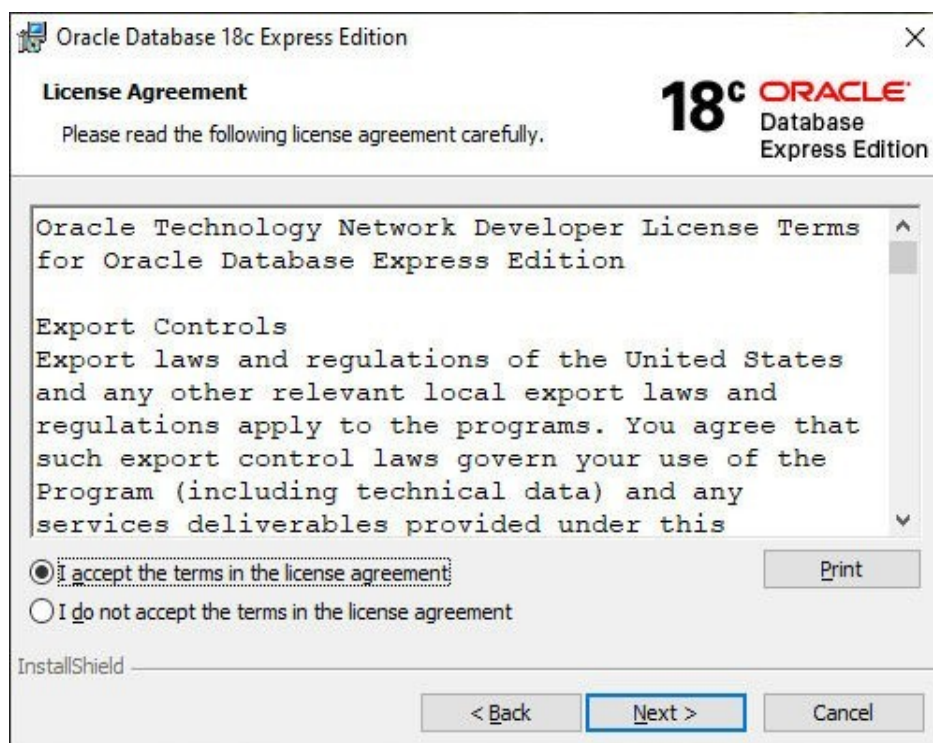 Oracle Database 18c Express Edition
License Agreement
Please read the following license agreement carefully.
18c ORACLE
Database
Express Edition
Oracle Technology Network Developer License Terms
for Oracle Database Express Edition
Export Controls
Export laws and regulations of the United States
and any other relevant local export laws and
regulations apply to the programs. You agree that
such export control laws govern your use of the
Program (including technical data) and any
services deliverables provided under this
I accept the terms in the license agreement
Print
I do not accept the terms in the license agreement
InstallShield
< Back
Next >
Cancel